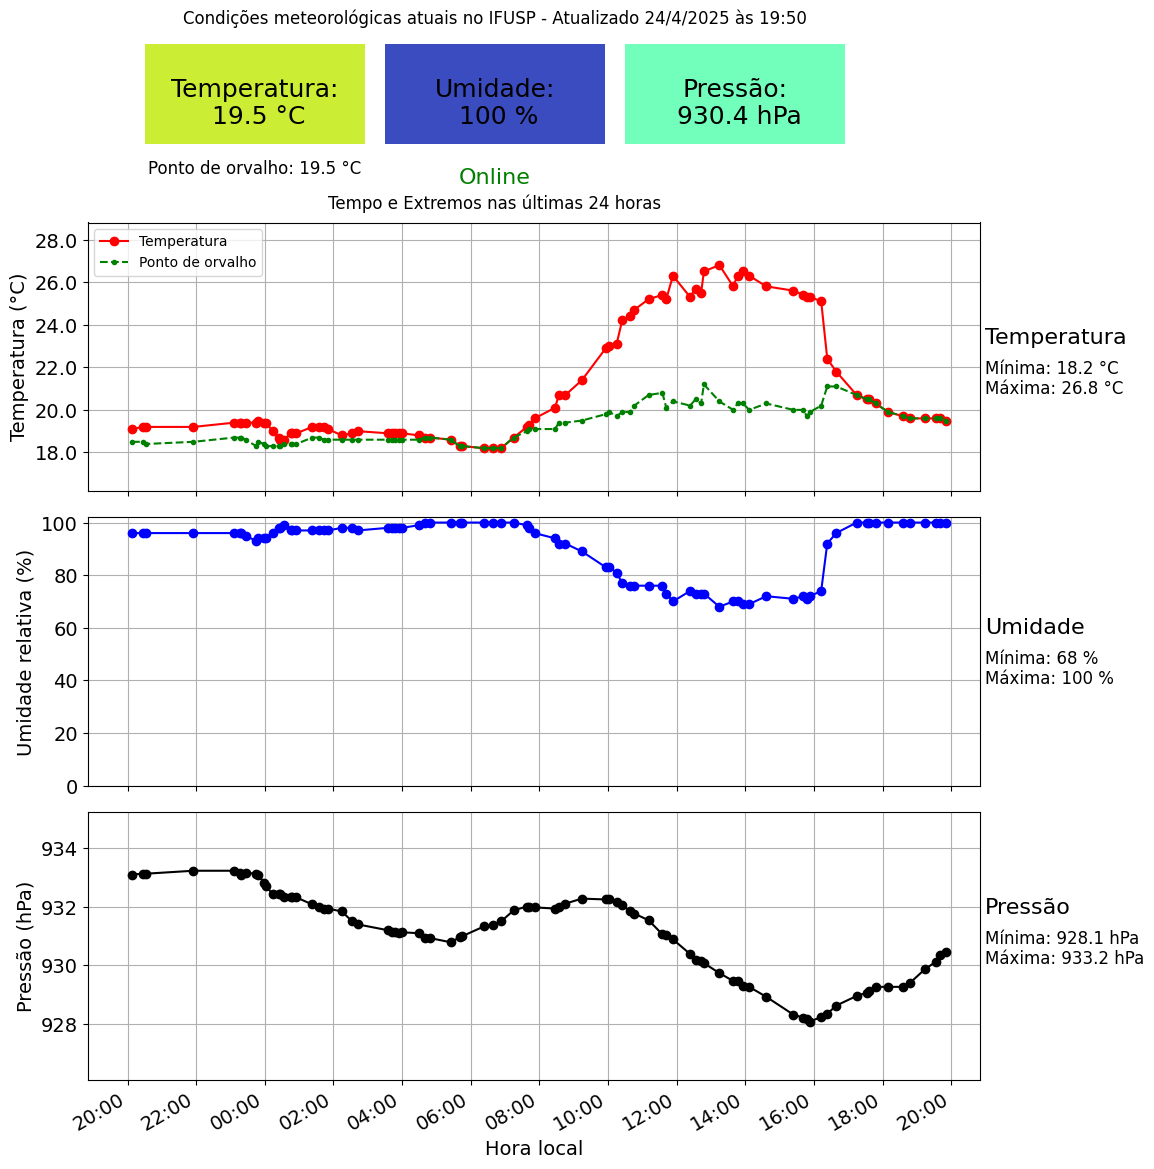 Condições meteorológicas atuais no IFUSP - Atualizado 24/4/2025 às 19:50
Temperatura:
19.5 °C
Umidade:
100 %
Pressão:
930.4 hPa
Ponto de orvalho: 19.5 °C
Online
Tempo e Extremos nas últimas 24 horas
Temperatura (°C)
28.0
26.0
24.0
22.0
20.0
18.0
Temperatura
Ponto de orvalho
Temperatura
Mínima: 18.2 °C
Máxima: 26.8 °C
Umidade relativa (%)
100
80
60
40
20
0
Umidade
Mínima: 68 %
Máxima: 100 %
Pressão (hPa)
934
932
930
928
Pressão
Mínima: 928.1 hPa
Máxima: 933.2 hPa
20:00 22:00 00:00 02:00 04:00 06:00 08:00 10:00 12:00 14:00 16:00 18:00 20:00
Hora local